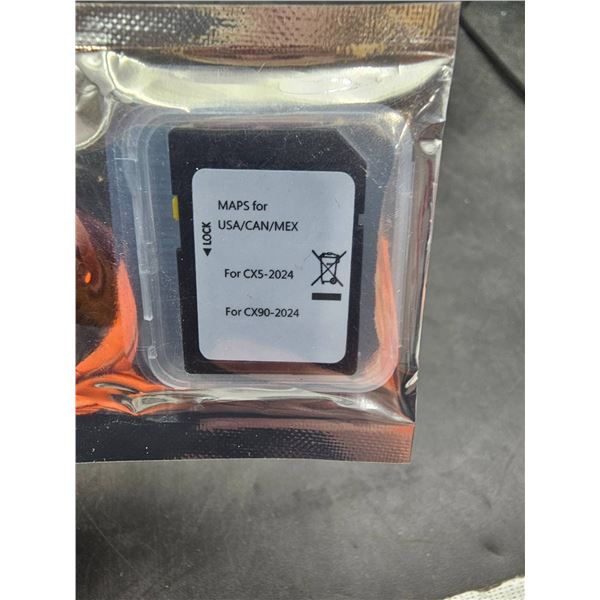 MAPS for
USA/CAN/MEX
◄ LOCK
For CX5-2024
For CX90-2024